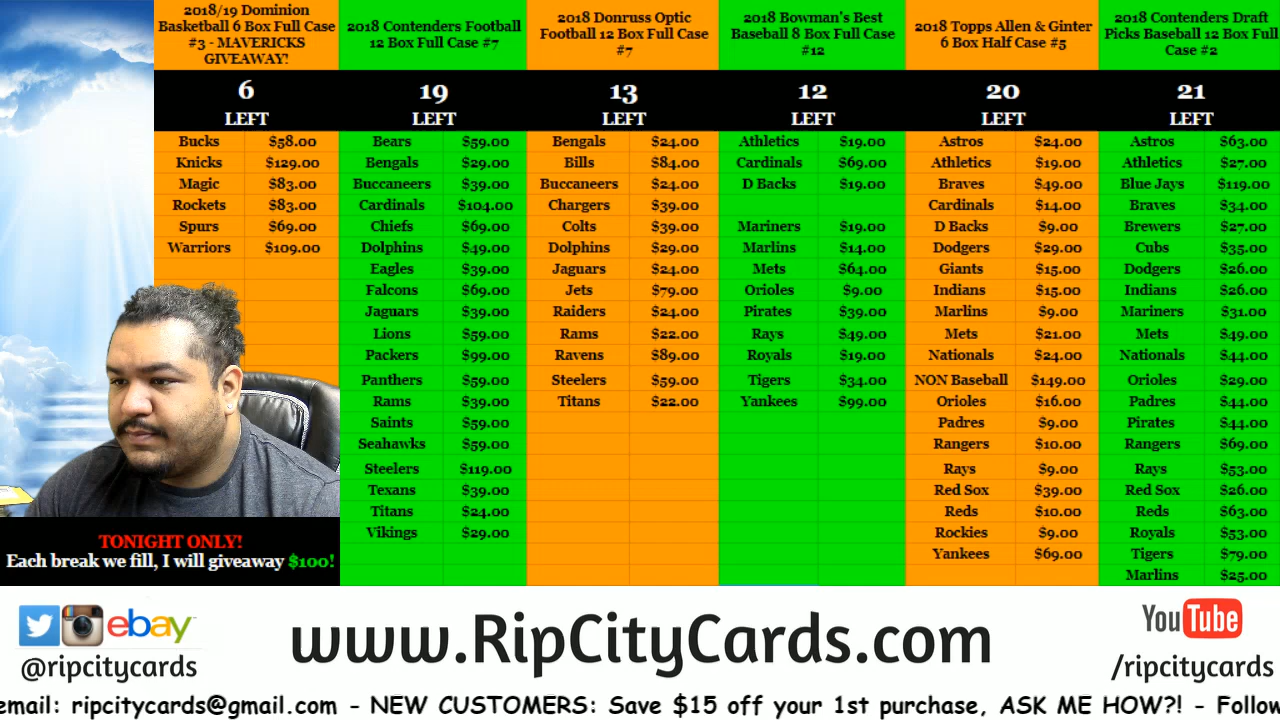 2018/19 Dominion
Basketball 6 Box Full Case
#3 - MAVERICKS
GIVEAWAY!
6
LEFT
Bucks $58.00
Knicks $129.00
Magic $83.00
Rockets $83.00
Spurs $69.00
Warriors $109.00
2018 Contenders Football
12 Box Full Case #7
19
LEFT
Bears $59.00
Bengals $29.00
Buccaneers $39.00
Cardinals $104.00
Chiefs $69.00
Dolphins $49.00
Eagles $39.00
Falcons $69.00
Jaguars $39.00
Lions $59.00
Packers $99.00
Panthers $59.00
Rams $39.00
Saints $59.00
Seahawks $59.00
Steelers $119.00
Texans $39.00
Titans $24.00
Vikings $29.00
2018 Donruss Optic
Football 12 Box Full Case
#7
13
LEFT
Bengals $24.00
Bills $84.00
Buccaneers $24.00
Chargers $39.00
Colts $39.00
Dolphins $29.00
Jaguars $24.00
Jets $79.00
Raiders $24.00
Rams $22.00
Ravens $89.00
Steelers $59.00
Titans $22.00
2018 Bowman's Best
Baseball 8 Box Full Case
#12
12
LEFT
Athletics $19.00
Cardinals $69.00
D Backs $19.00
Mariners $19.00
Marlins $14.00
Mets $64.00
Orioles $9.00
Pirates $39.00
Rays $49.00
Royals $19.00
Tigers $34.00
Yankees $99.00
2018 Topps Allen & Ginter
6 Box Half Case #5
20
LEFT
Astros $24.00
Athletics $19.00
Braves $49.00
Cardinals $14.00
D Backs $9.00
Dodgers $29.00
Giants $15.00
Indians $15.00
Marlins $9.00
Mets $21.00
Nationals $24.00
NON Baseball $149.00
Orioles $16.00
Padres $9.00
Rangers $10.00
Rays $9.00
Red Sox $39.00
Reds $10.00
Rockies $9.00
Yankees $69.00
2018 Contenders Draft
Picks Baseball 12 Box Full
Case #2
21
LEFT
Astros $63.00
Athletics $27.00
Blue Jays $119.00
Braves $34.00
Brewers $27.00
Cubs $35.00
Dodgers $26.00
Indians $26.00
Mariners $31.00
Mets $49.00
Nationals $44.00
Orioles $29.00
Padres $44.00
Pirates $44.00
Rangers $69.00
Rays $53.00
Red Sox $26.00
Reds $63.00
Royals $53.00
Tigers $79.00
Marlins $25.00
TONIGHT ONLY!
Each break we fill, I will giveaway $100!
ebay
@ripcitycards
www.RipCityCards.com
YouTube
/ripcitycards
email: ripcitycards@gmail.com - NEW CUSTOMERS: Save $15 off your 1st purchase, ASK ME HOW?! - Follow